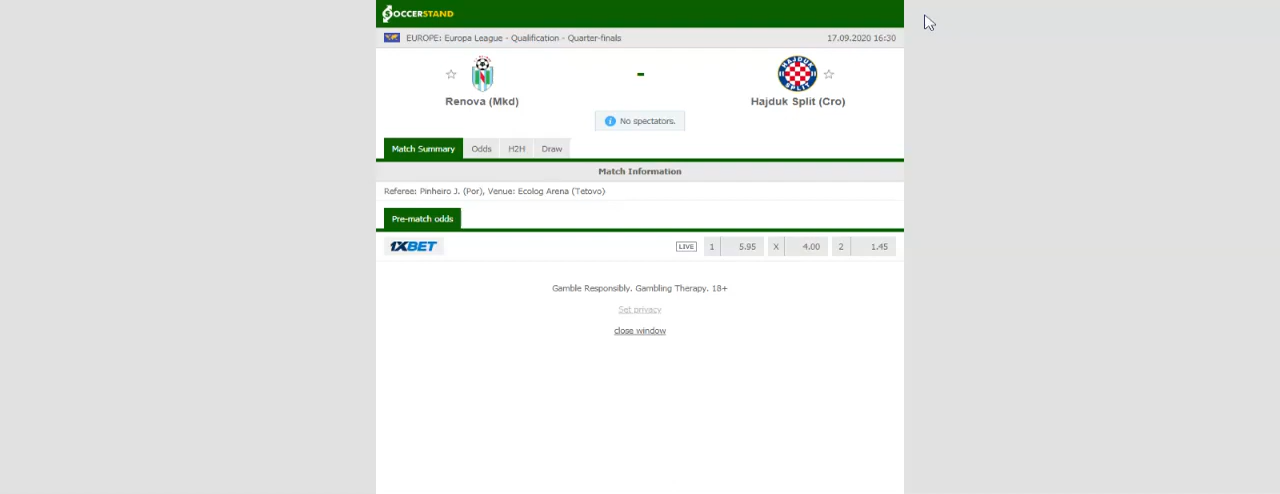 SOCCERSTAND
EUROPE: Europa League - Qualification - Quarter-finals 17.09.2020 16:30
-
HAJDUK SPLIT
Renova (Mkd) Hajduk Split (Cro)
i No spectators.
Match Summary Odds H2H Draw
Match Information
Referee: Pinheiro J. (Por), Venue: Ecolog Arena (Tetovo)
Pre-match odds
1XBET LIVE 1 5.95 X 4.00 2 1.45
Gamble Responsibly. Gambling Therapy. 18+
Set privacy
close window